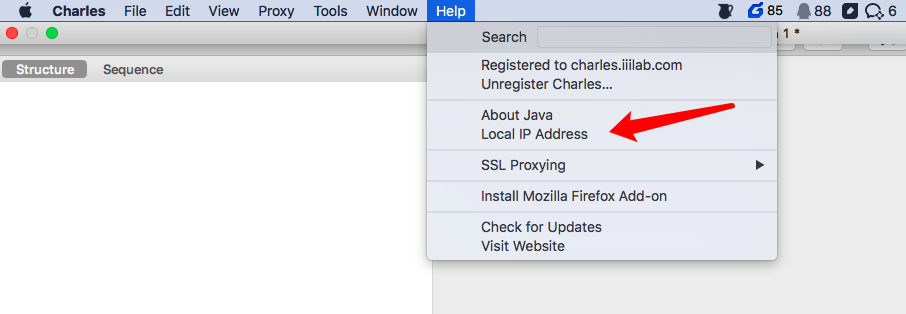 Charles File Edit View Proxy Tools Window Help 85 88 6
Search
1 *
Structure Sequence
Registered to charles.iiilab.com
Unregister Charles...
About Java
Local IP Address
SSL Proxying
Install Mozilla Firefox Add-on
Check for Updates
Visit Website